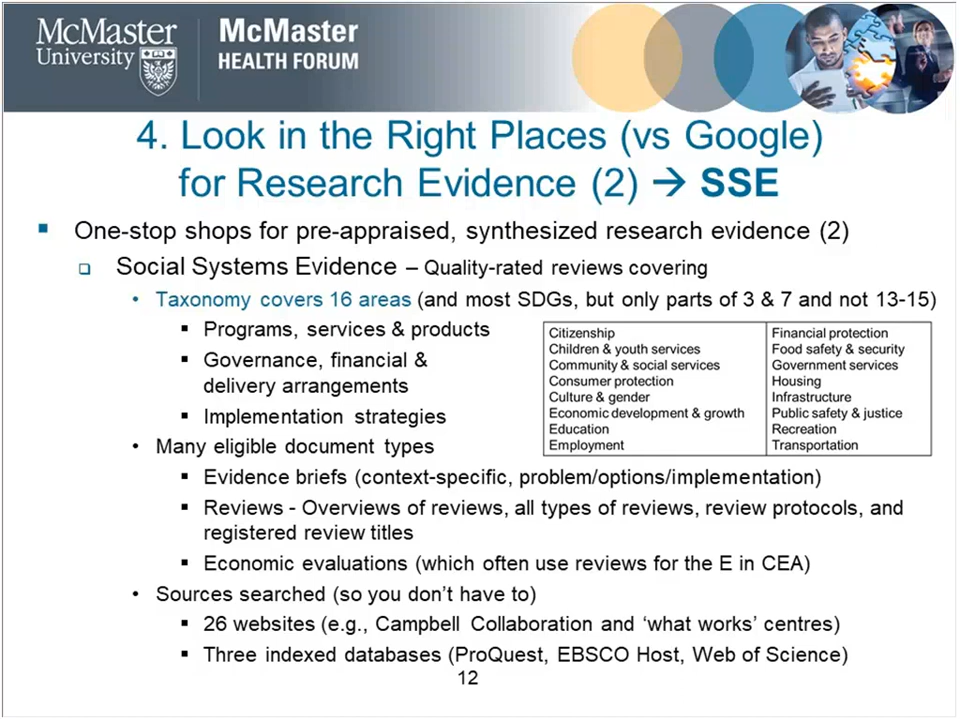 McMaster
University
McMaster
HEALTH FORUM
4. Look in the Right Places (vs Google)
for Research Evidence (2) → SSE
▪ One-stop shops for pre-appraised, synthesized research evidence (2)
❑ Social Systems Evidence – Quality-rated reviews covering
• Taxonomy covers 16 areas (and most SDGs, but only parts of 3 & 7 and not 13-15)
▪ Programs, services & products
▪ Governance, financial &
delivery arrangements
▪ Implementation strategies
Citizenship
Children & youth services
Community & social services
Consumer protection
Culture & gender
Economic development & growth
Education
Employment
Financial protection
Food safety & security
Government services
Housing
Infrastructure
Public safety & justice
Recreation
Transportation
• Many eligible document types
▪ Evidence briefs (context-specific, problem/options/implementation)
▪ Reviews - Overviews of reviews, all types of reviews, review protocols, and
registered review titles
▪ Economic evaluations (which often use reviews for the E in CEA)
• Sources searched (so you don’t have to)
▪ 26 websites (e.g., Campbell Collaboration and ‘what works’ centres)
▪ Three indexed databases (ProQuest, EBSCO Host, Web of Science)
12